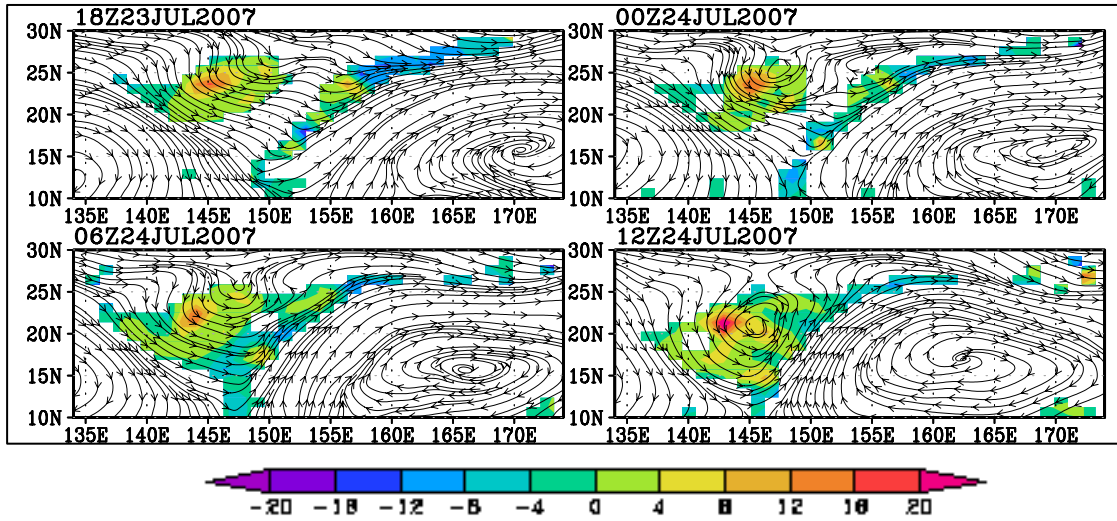 18Z23JUL2007 00Z24JUL2007
30N 30N
25N 25N
20N 20N
15N 15N
10N 10N
135E 140E 145E 150E 155E 160E 165E 170E 135E 140E 145E 150E 155E 160E 165E 170E
06Z24JUL2007 12Z24JUL2007
30N 30N
25N 25N
20N 20N
15N 15N
10N 10N
135E 140E 145E 150E 155E 160E 165E 170E 135E 140E 145E 150E 155E 160E 165E 170E
-20 -16 -12 -8 -4 0 4 8 12 16 20